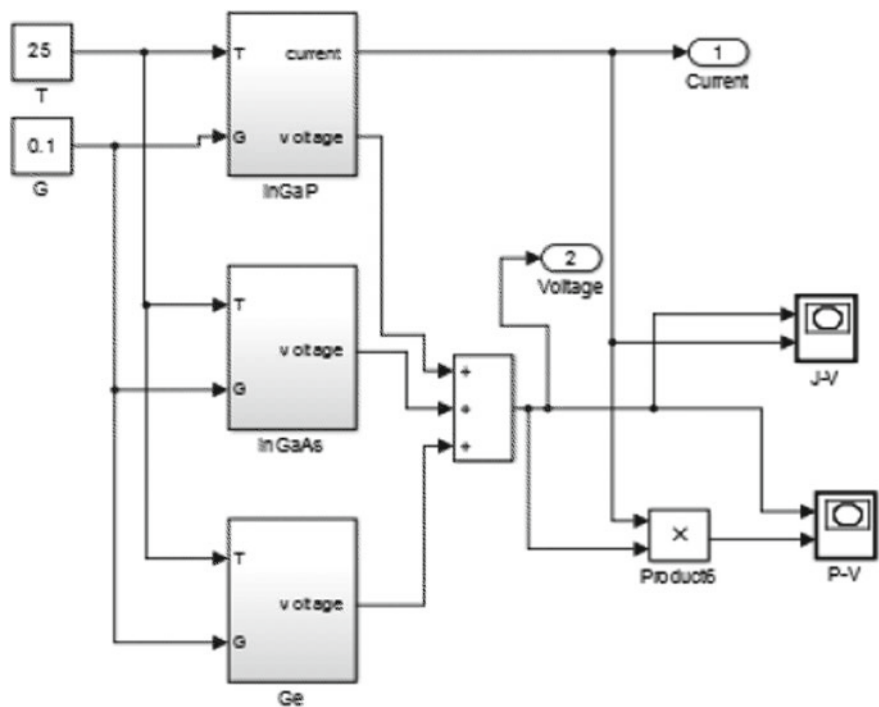 25
T
0.1
G
T
current
G
voltage
InGaP
T
voltage
G
InGaAs
T
voltage
G
Ge
+
+
+
1
Current
2
Voltage
J-V
×
Product6
P-V